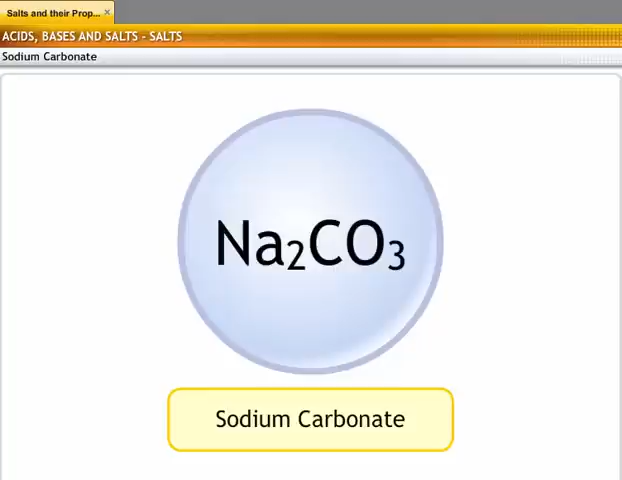 Salts and their Prop...
ACIDS, BASES AND SALTS - SALTS
Sodium Carbonate
Na₂CO₃
Sodium Carbonate